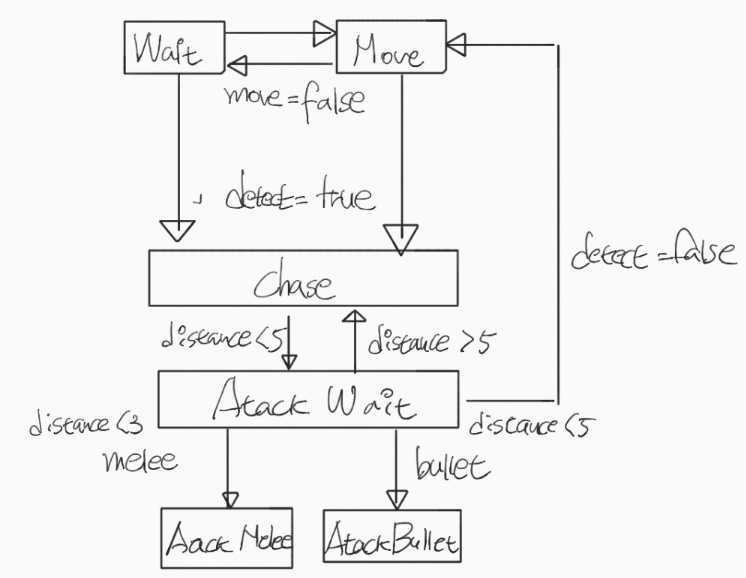 Wait
Move
move=false
detect=true
detect=false
Chase
distance<5
distance >5
Atack Wait
distance<3
melee
distance<5
bullet
Aack Melee
AtackBullet